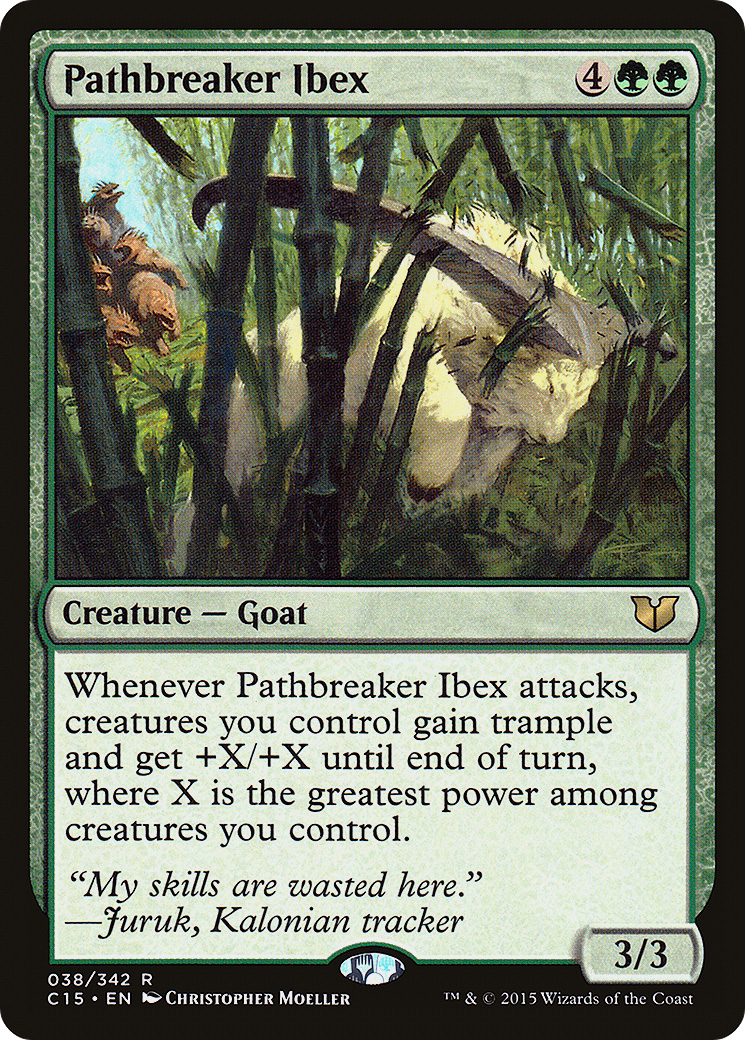 Pathbreaker Ibex 4
Creature — Goat
Whenever Pathbreaker Ibex attacks,
creatures you control gain trample
and get +X/+X until end of turn,
where X is the greatest power among
creatures you control.
“My skills are wasted here.”
—Juruk, Kalonian tracker
3/3
038/342 R
C15 • EN Christopher Moeller
™ & © 2015 Wizards of the Coast